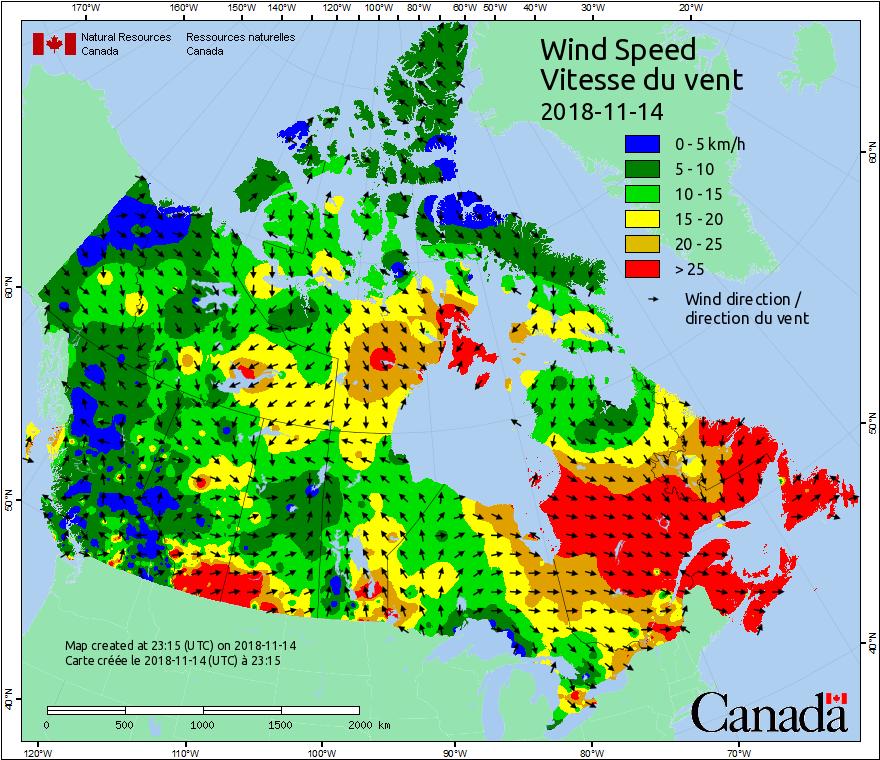 170°W 160°W 150°W 140°W 130°W 120°W 110°W 100°W 90°W 80°W 70°W 60°W 50°W 40°W 30°W 20°W
Natural Resources Ressources naturelles
Canada Canada
Wind Speed
Vitesse du vent
2018-11-14
0 - 5 km/h
5 - 10
10 - 15
15 - 20
20 - 25
> 25
Wind direction /
direction du vent
60°N
60°N
50°N
50°N
40°N
40°N
Map created at 23:15 (UTC) on 2018-11-14
Carte créée le 2018-11-14 (UTC) à 23:15
0 500 1000 1500 2000 km
Canada
120°W 110°W 100°W 90°W 80°W 70°W